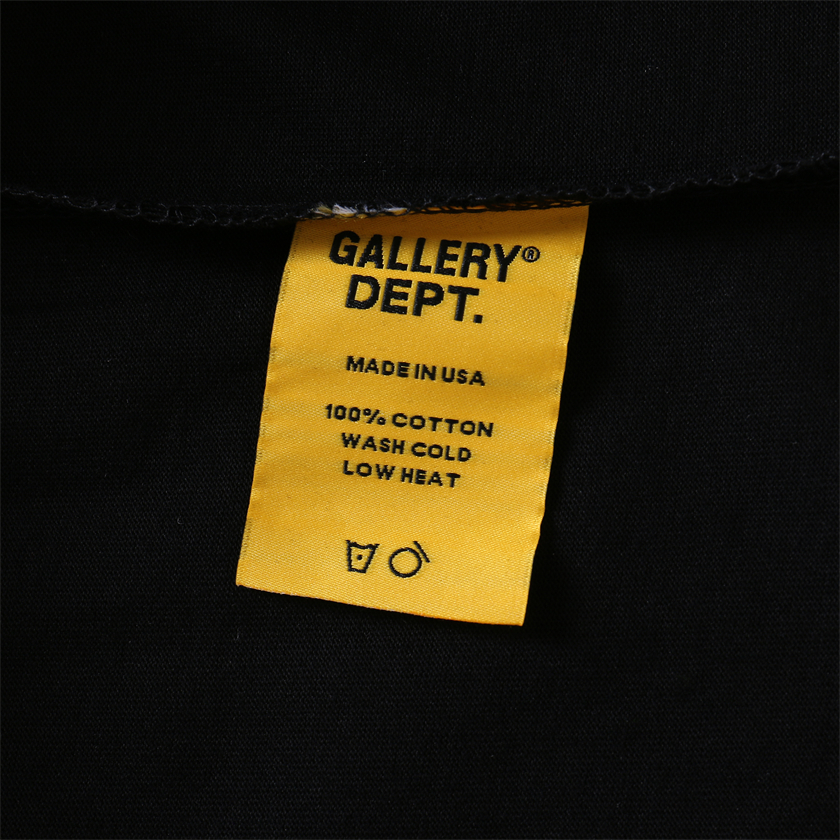 GALLERY®
DEPT.
MADE IN USA
100% COTTON
WASH COLD
LOW HEAT